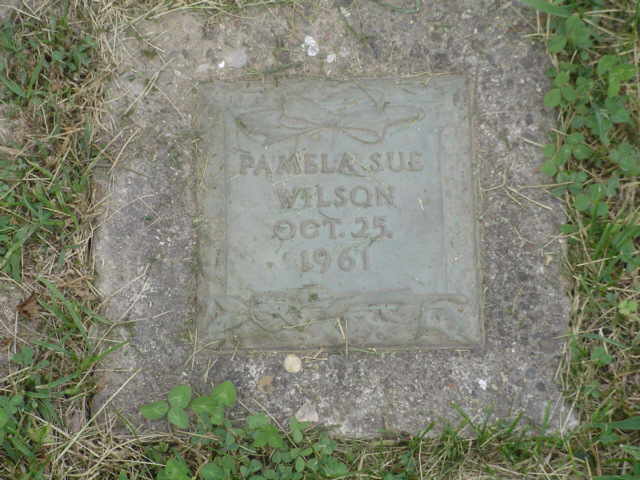 PAMELA SUE
WILSON
OCT. 25.
1961